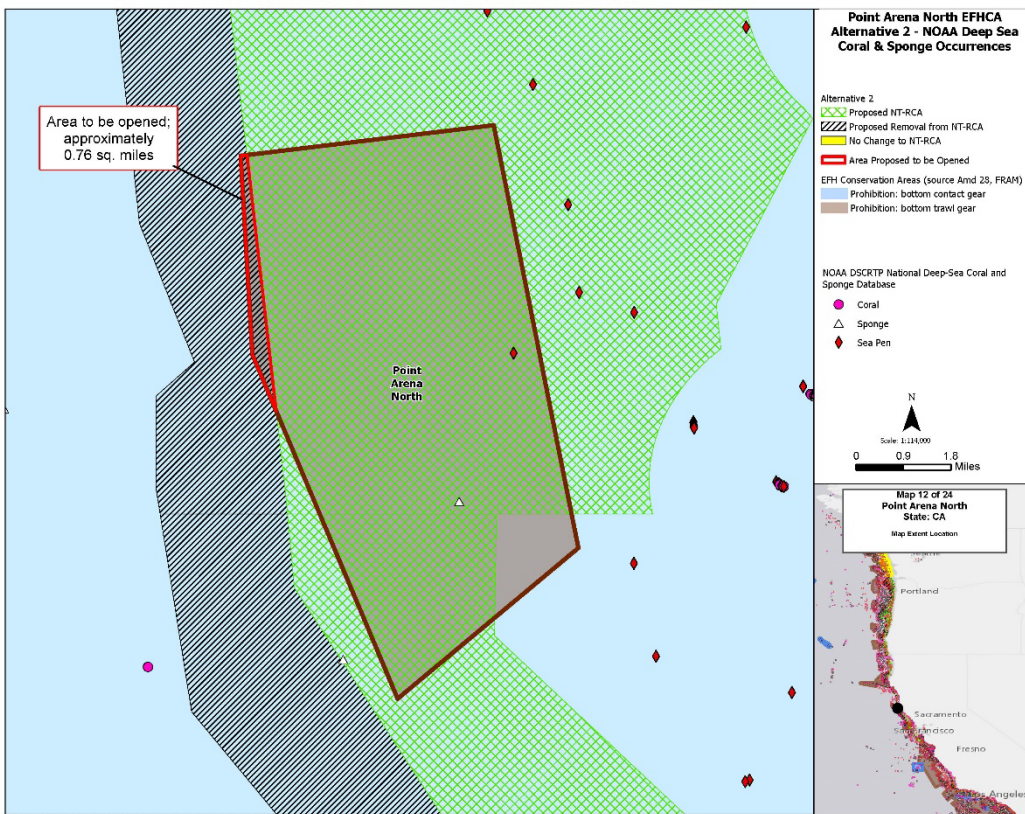 Point Arena North EFHCA
Alternative 2 - NOAA Deep Sea
Coral & Sponge Occurrences
Area to be opened;
approximately
0.76 sq. miles
Point
Arena
North
Alternative 2
Proposed NT-RCA
Proposed Removal from NT-RCA
No Change to NT-RCA
Area Proposed to be Opened
EFH Conservation Areas (source Amd 28, FRAM)
Prohibition: bottom contact gear
Prohibition: bottom trawl gear
NOAA DSCRTP National Deep-Sea Coral and
Sponge Database
Coral
Sponge
Sea Pen
N
Scale: 1:114,000
0 0.9 1.8
Miles
Map 12 of 24
Point Arena North
State: CA
Map Extent Location
Portland
Sacramento
San Francisco
Fresno
Los Angeles